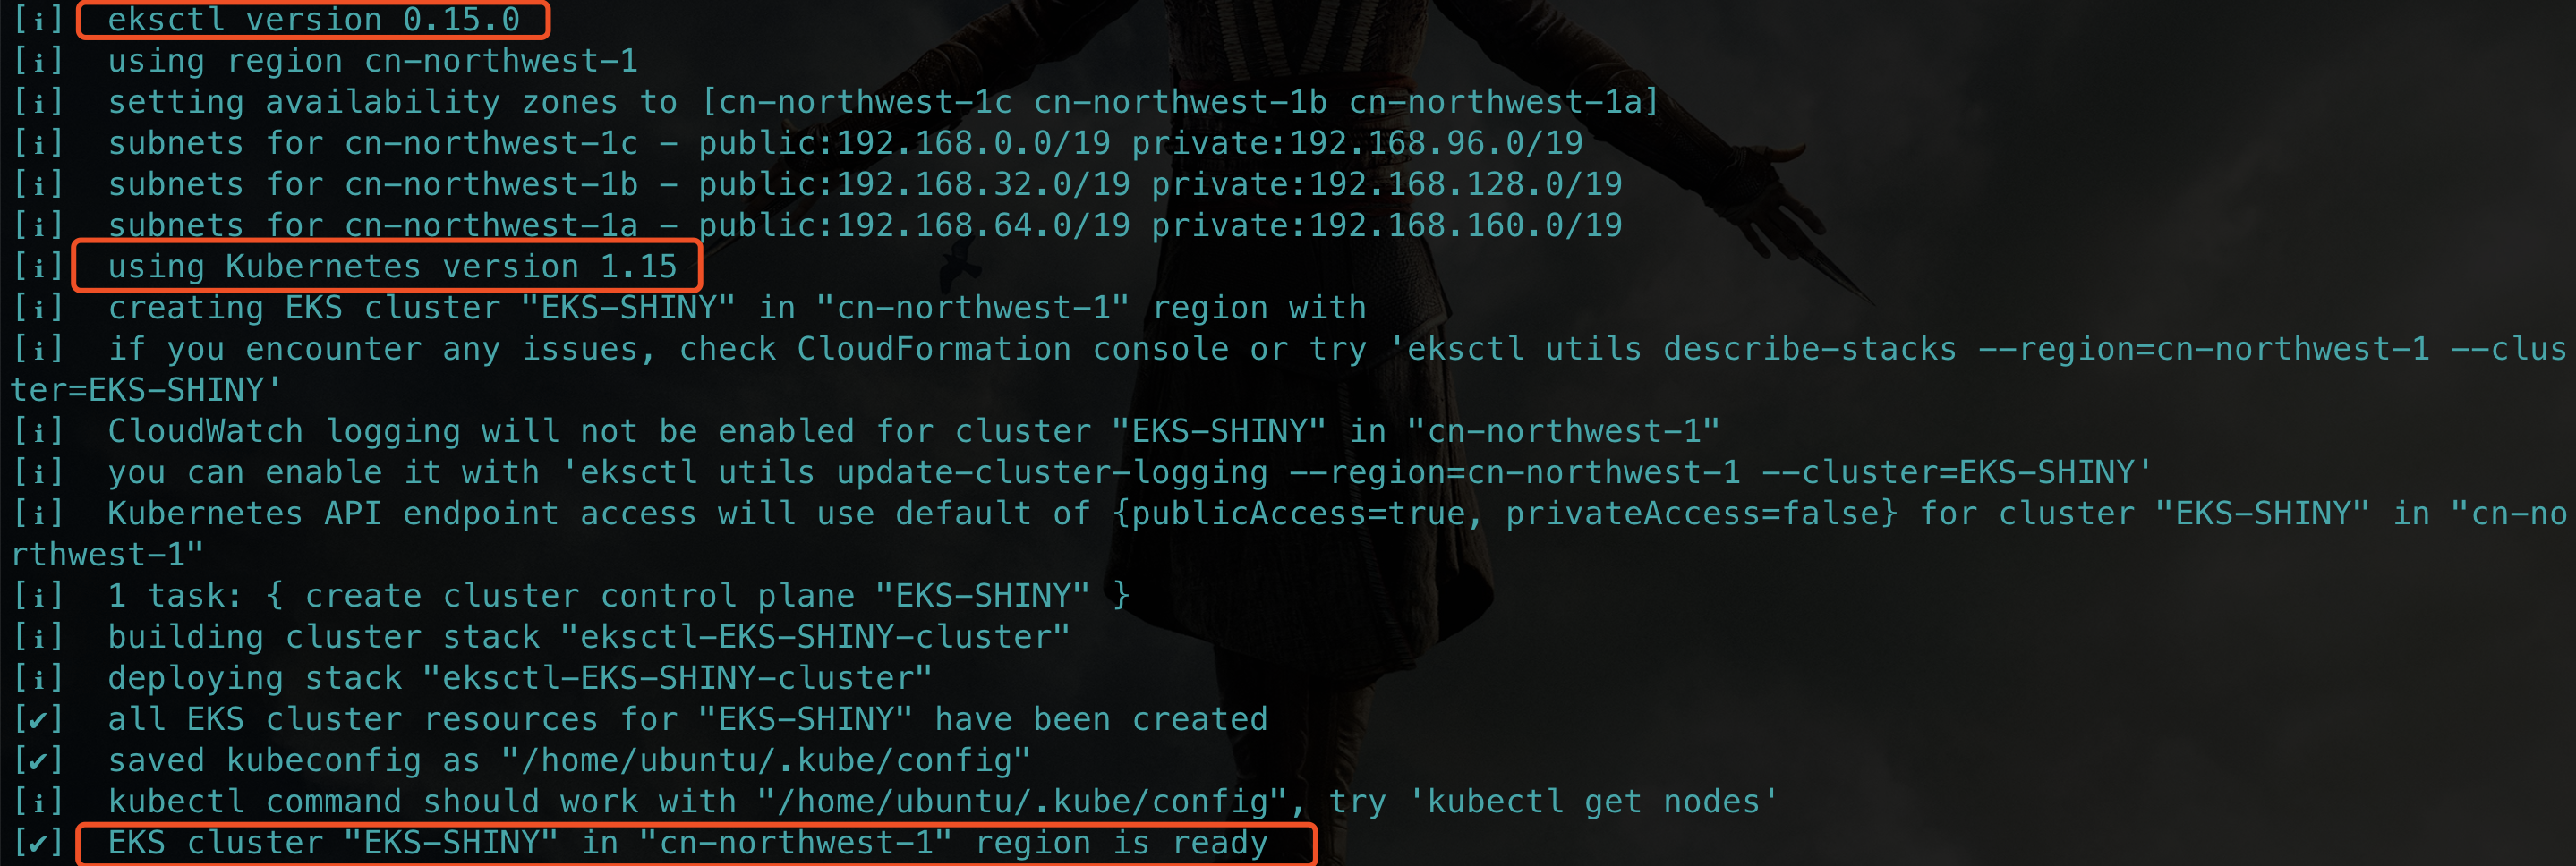 [i]  eksctl version 0.15.0
[i]  using region cn-northwest-1
[i]  setting availability zones to [cn-northwest-1c cn-northwest-1b cn-northwest-1a]
[i]  subnets for cn-northwest-1c - public:192.168.0.0/19 private:192.168.96.0/19
[i]  subnets for cn-northwest-1b - public:192.168.32.0/19 private:192.168.128.0/19
[i]  subnets for cn-northwest-1a - public:192.168.64.0/19 private:192.168.160.0/19
[i]  using Kubernetes version 1.15
[i]  creating EKS cluster "EKS-SHINY" in "cn-northwest-1" region with
[i]  if you encounter any issues, check CloudFormation console or try 'eksctl utils describe-stacks --region=cn-northwest-1 --clus
ter=EKS-SHINY'
[i]  CloudWatch logging will not be enabled for cluster "EKS-SHINY" in "cn-northwest-1"
[i]  you can enable it with 'eksctl utils update-cluster-logging --region=cn-northwest-1 --cluster=EKS-SHINY'
[i]  Kubernetes API endpoint access will use default of {publicAccess=true, privateAccess=false} for cluster "EKS-SHINY" in "cn-no
rthwest-1"
[i]  1 task: { create cluster control plane "EKS-SHINY" }
[i]  building cluster stack "eksctl-EKS-SHINY-cluster"
[i]  deploying stack "eksctl-EKS-SHINY-cluster"
[✔]  all EKS cluster resources for "EKS-SHINY" have been created
[✔]  saved kubeconfig as "/home/ubuntu/.kube/config"
[i]  kubectl command should work with "/home/ubuntu/.kube/config", try 'kubectl get nodes'
[✔]  EKS cluster "EKS-SHINY" in "cn-northwest-1" region is ready